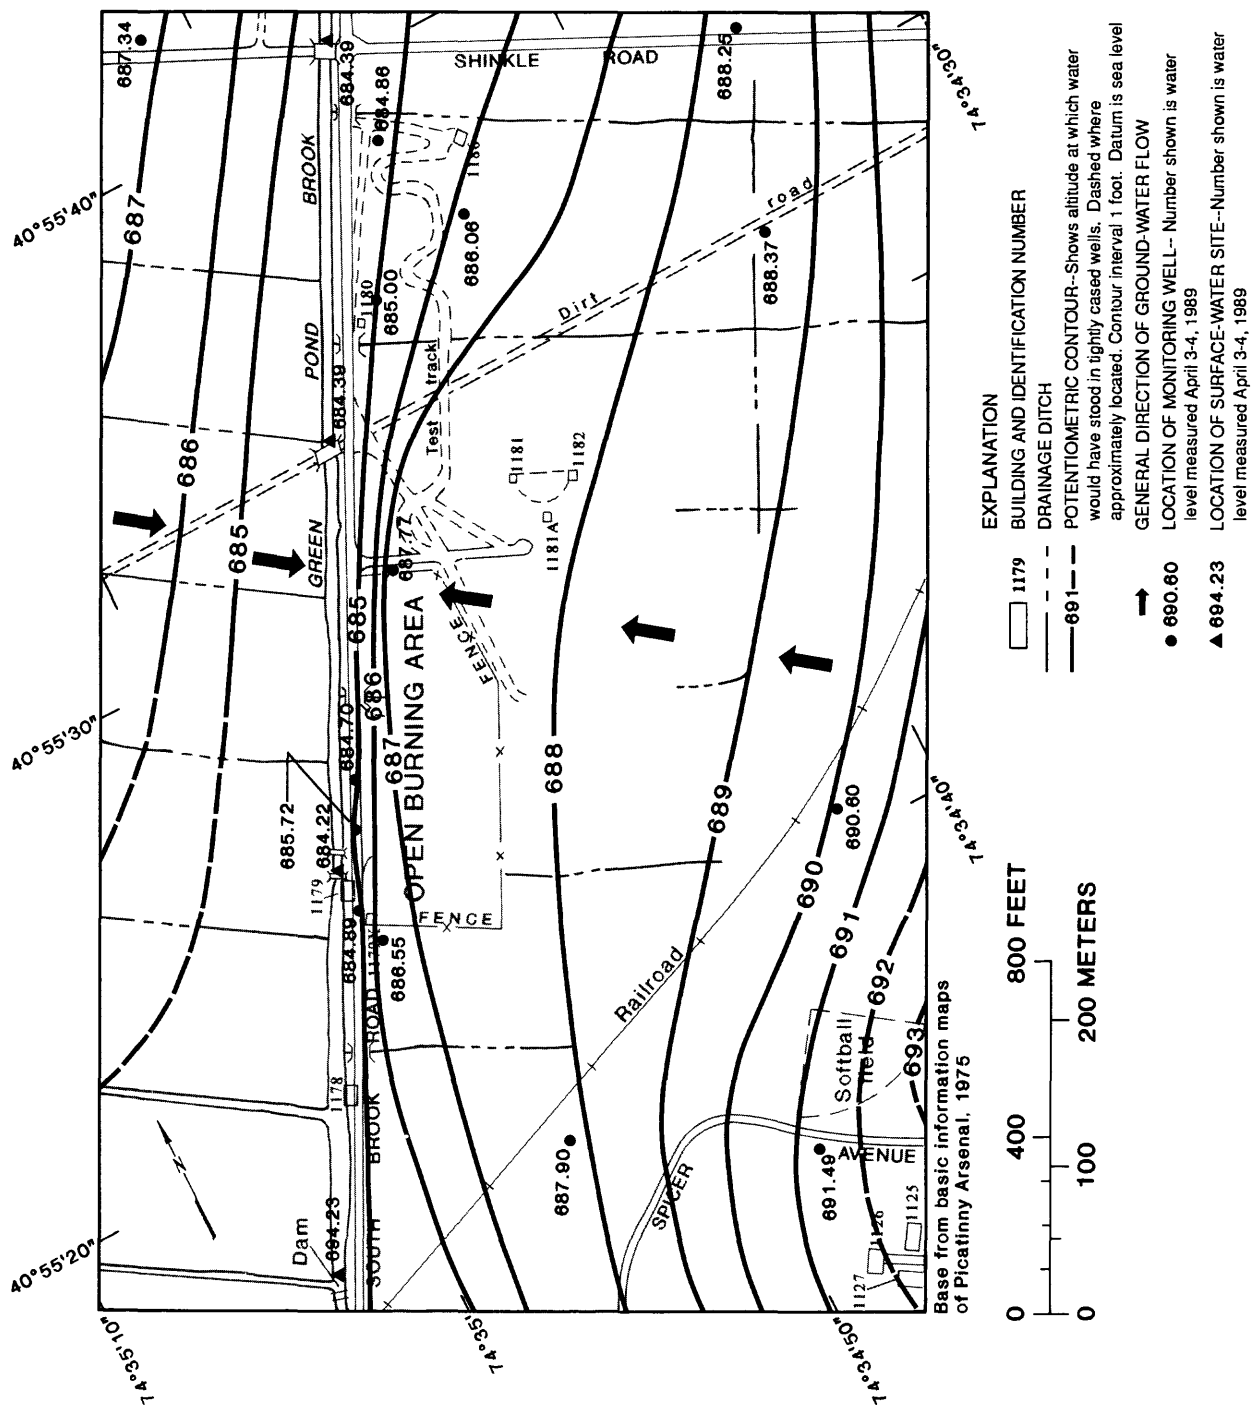 687.34
SHINKLE ROAD
688.25
74°34'30"
684.39
684.86
1186
40°55'40"
687
BROOK
686.06
road
688.37
1180
685.00
Dirt
POND
684.39
Test track
686
1181
1182
1181A
685
GREEN
687.77
685
OPEN BURNING AREA
FENCE
686
687
688
689
40°55'30"
684.70
685.72
684.22
1179
684.89
686.55
FENCE
690.60
690
691
692
693
74°34'40"
Railroad
ROAD
Softball
field
1178
BROOK
687.90
SPICER
AVENUE
691.49
N
Dam
694.23
SOUTH
1126
1125
1127
40°55'20"
74°35'10"
74°35'
74°34'50"
Base from basic information maps
of Picatinny Arsenal, 1975
0 400 800 FEET
0 100 200 METERS
EXPLANATION
1179 BUILDING AND IDENTIFICATION NUMBER
DRAINAGE DITCH
691 POTENTIOMETRIC CONTOUR--Shows altitude at which water
would have stood in tightly cased wells. Dashed where
approximately located. Contour interval 1 foot. Datum is sea level
GENERAL DIRECTION OF GROUND-WATER FLOW
690.60 LOCATION OF MONITORING WELL-- Number shown is water
level measured April 3-4, 1989
694.23 LOCATION OF SURFACE-WATER SITE--Number shown is water
level measured April 3-4, 1989